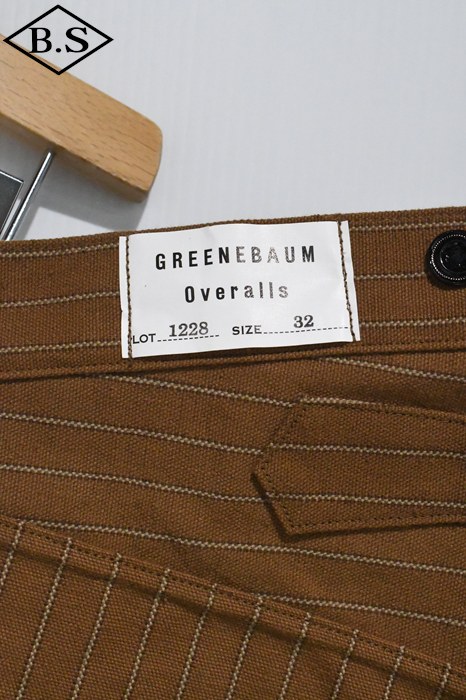 B.S
GREENEBAUM
Overalls
LOT 1228 SIZE 32